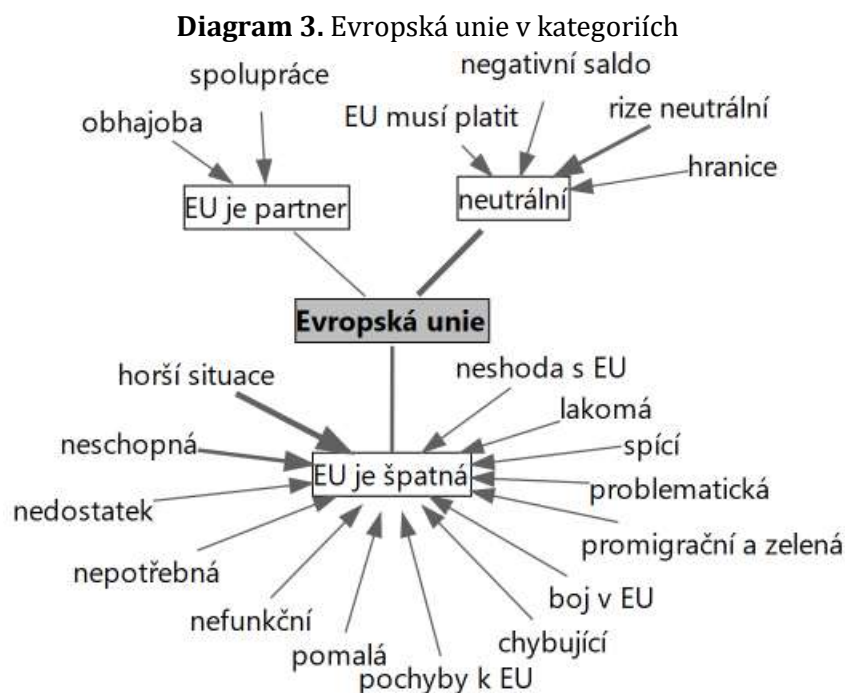 Diagram 3. Evropská unie v kategoriích
spolupráce
negativní saldo
obhajoba
EU musí platit
rize neutrální
hranice
EU je partner
neutrální
Evropská unie
horší situace
neshoda s EU
lakomá
neschopná
spící
EU je špatná
problematická
nedostatek
promigrační a zelená
nepotřebná
boj v EU
nefunkční
chybující
pomalá
pochyby k EU